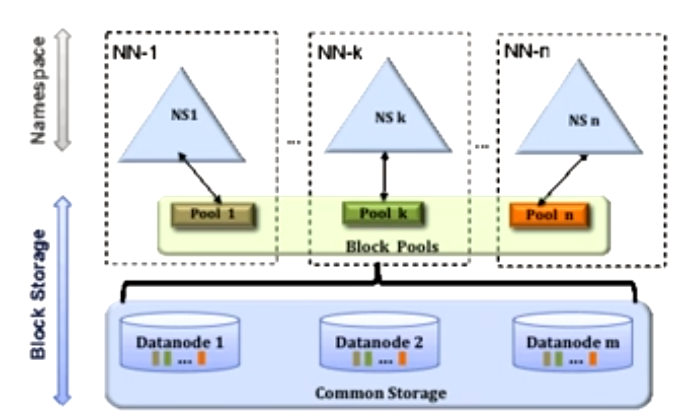 Namespace
NN-1
NN-k
NN-n
NS1
NS k
NS n
...
...
Pool 1
Pool k
Pool n
Block Pools
Block Storage
Datanode 1
Datanode 2
Datanode m
...
...
...
Common Storage